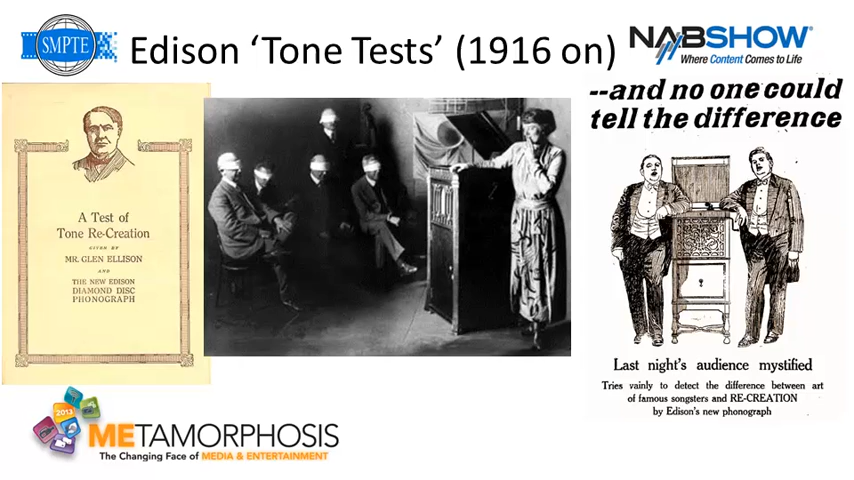 SMPTE
Edison ‘Tone Tests’ (1916 on)
NABSHOW®
Where Content Comes to Life
A Test of
Tone Re-Creation
GIVEN BY
MR. GLEN ELLISON
AND
THE NEW EDISON
DIAMOND DISC
PHONOGRAPH
--and no one could
tell the difference
Last night's audience mystified
Tries vainly to detect the difference between art
of famous songsters and RE-CREATION
by Edison's new phonograph
2013
METAMORPHOSIS
The Changing Face of MEDIA & ENTERTAINMENT